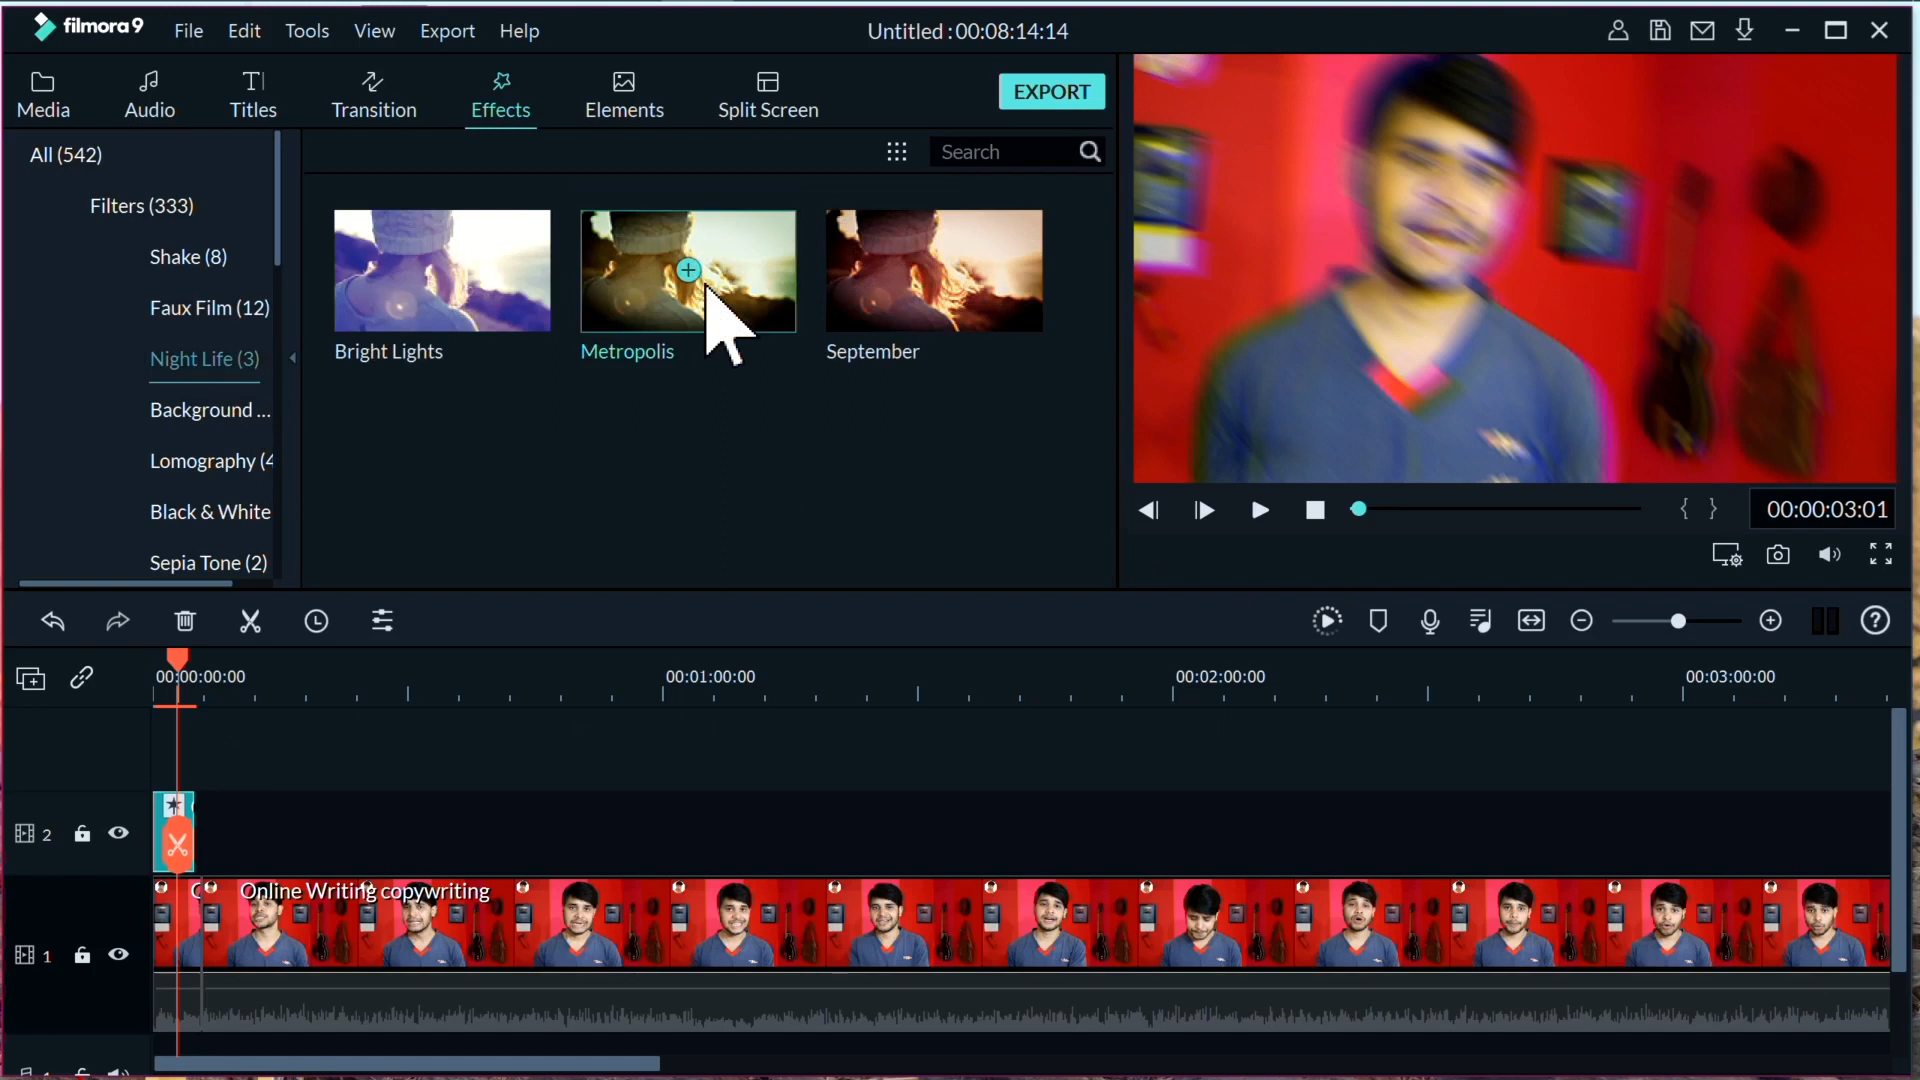 filmora 9
File Edit Tools View Export Help
Untitled : 00:08:14:14
Media Audio Titles Transition Effects Elements Split Screen
EXPORT
All (542)
Search
Filters (333)
Shake (8)
Faux Film (12)
Night Life (3)
Background ...
Lomography (4
Black & White
Sepia Tone (2)
Bright Lights
Metropolis
September
00:00:03:01
00:00:00:00
00:01:00:00
00:02:00:00
00:03:00:00
2
Online Writing copywriting
1